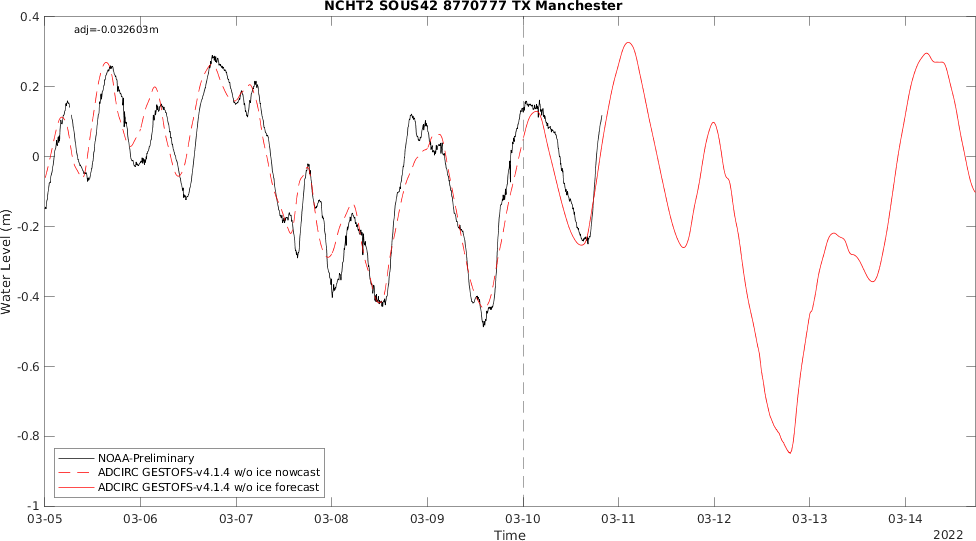 NCHT2 SOUS42 8770777 TX Manchester
adj=-0.032603m
0.4
0.2
0
-0.2
-0.4
-0.6
-0.8
-1
Water Level (m)
NOAA-Preliminary
ADCIRC GESTOFS-v4.1.4 w/o ice nowcast
ADCIRC GESTOFS-v4.1.4 w/o ice forecast
03-05 03-06 03-07 03-08 03-09 03-10 03-11 03-12 03-13 03-14
Time
2022